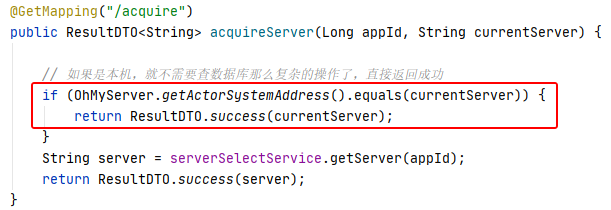 @GetMapping("/acquire")
public ResultDTO<String> acquireServer(Long appId, String currentServer) {
// 如果是本机，就不需要查数据库那么复杂的操作了，直接返回成功
if (OhMyServer.getActorSystemAddress().equals(currentServer)) {
return ResultDTO.success(currentServer);
}
String server = serverSelectService.getServer(appId);
return ResultDTO.success(server);
}